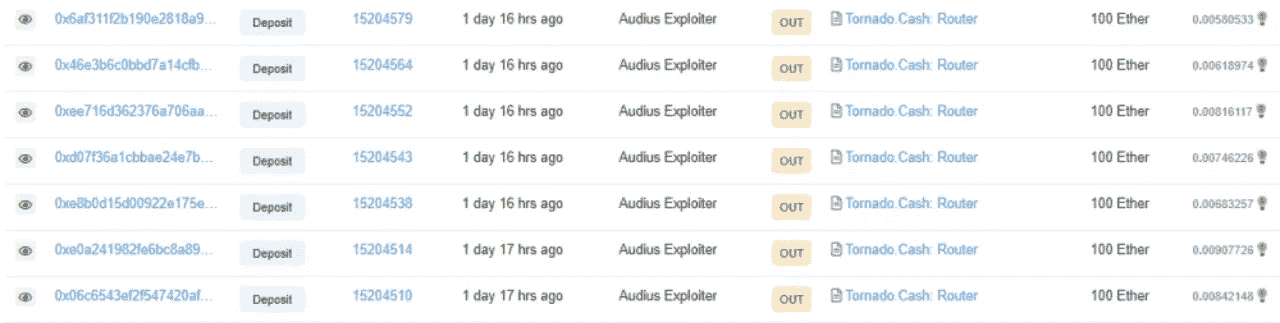 0x6af311f2b190e2818a9... Deposit 15204579 1 day 16 hrs ago Audius Exploiter OUT Tornado.Cash: Router 100 Ether 0.00580533
0x46e3b6c0bbd7a14cfb... Deposit 15204564 1 day 16 hrs ago Audius Exploiter OUT Tornado.Cash: Router 100 Ether 0.00618974
0xee716d362376a706aa... Deposit 15204552 1 day 16 hrs ago Audius Exploiter OUT Tornado.Cash: Router 100 Ether 0.00816117
0xd07f36a1cbbae24e7b... Deposit 15204543 1 day 16 hrs ago Audius Exploiter OUT Tornado.Cash: Router 100 Ether 0.00746226
0xe8b0d15d00922e175e... Deposit 15204538 1 day 16 hrs ago Audius Exploiter OUT Tornado.Cash: Router 100 Ether 0.00683257
0xe0a241982fe6bc8a89... Deposit 15204514 1 day 17 hrs ago Audius Exploiter OUT Tornado.Cash: Router 100 Ether 0.00907726
0x06c6543ef2f547420af... Deposit 15204510 1 day 17 hrs ago Audius Exploiter OUT Tornado.Cash: Router 100 Ether 0.00842148